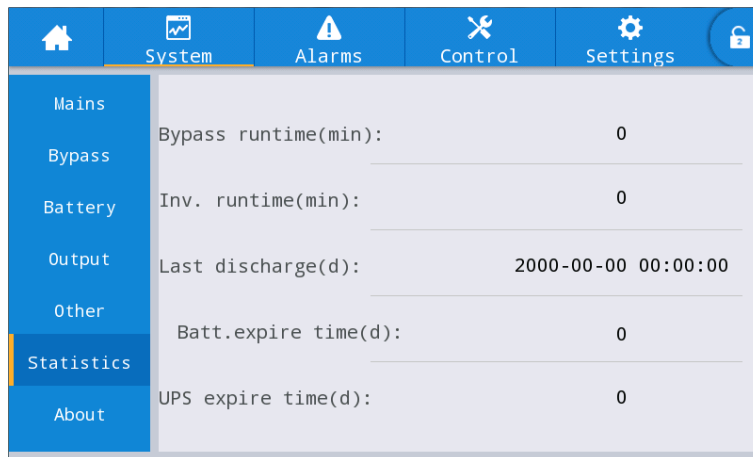 System Alarms Control Settings 2
Mains
Bypass runtime(min): 0
Bypass
Inv. runtime(min): 0
Battery
Output
Last discharge(d): 2000-00-00 00:00:00
Other
Batt.expire time(d): 0
Statistics
UPS expire time(d): 0
About